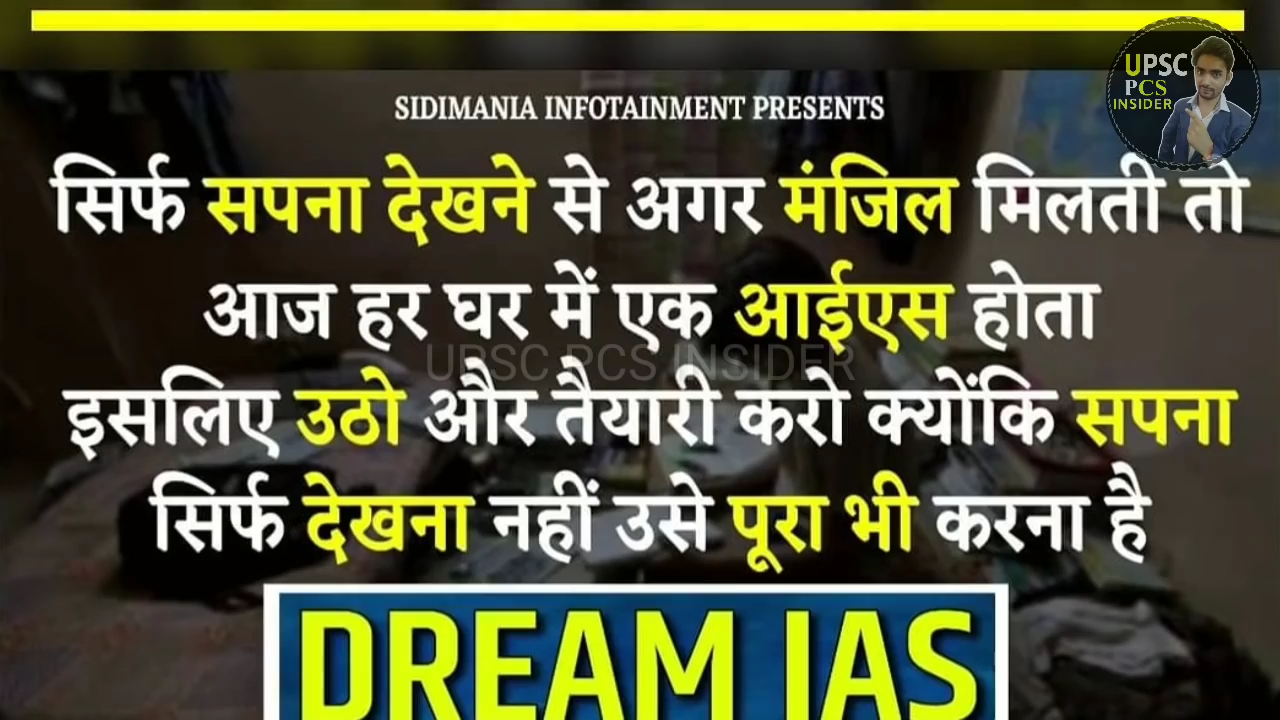 UPSC
PCS
INSIDER
SIDIMANIA INFOTAINMENT PRESENTS
सिर्फ सपना देखने से अगर मंजिल मिलती तो
आज हर घर में एक आईएस होता
UPSC PCS INSIDER
इसलिए उठो और तैयारी करो क्योंकि सपना
सिर्फ देखना नहीं उसे पूरा भी करना है
DREAM IAS